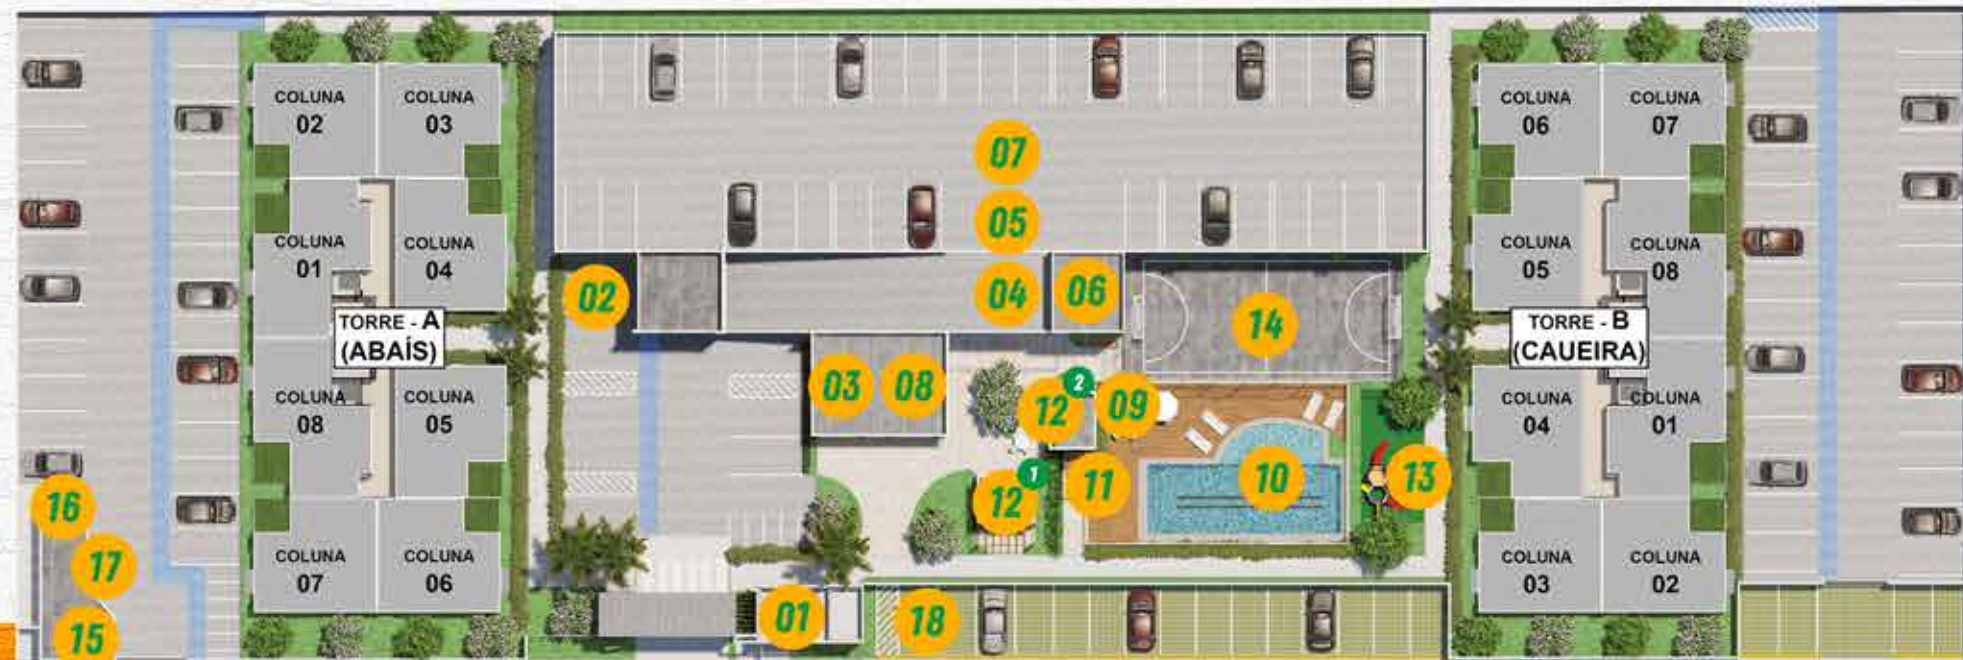 COLUNA
02
COLUNA
03
COLUNA
01
COLUNA
04
TORRE - A
(ABAÍS)
COLUNA
08
COLUNA
05
COLUNA
07
COLUNA
06
16
17
15
02
07
05
04
06
03
08
12
2
09
12
1
11
10
14
13
01
18
COLUNA
06
COLUNA
07
COLUNA
05
COLUNA
08
TORRE - B
(CAUEIRA)
COLUNA
04
COLUNA
01
COLUNA
03
COLUNA
02